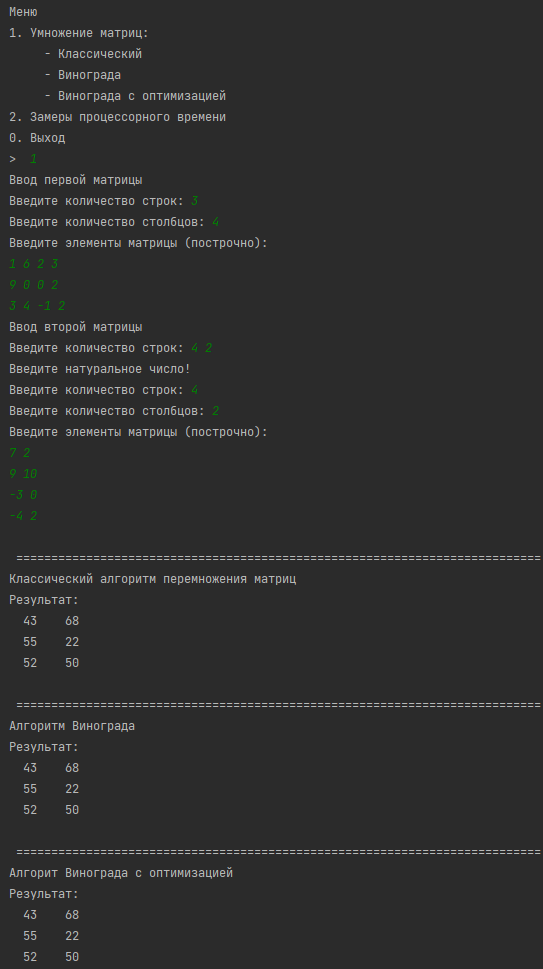 Меню
1. Умножение матриц:
     - Классический
     - Винограда
     - Винограда с оптимизацией
2. Замеры процессорного времени
0. Выход
>  1
Ввод первой матрицы
Введите количество строк: 3
Введите количество столбцов: 4
Введите элементы матрицы (построчно):
1 6 2 3
9 0 0 2
3 4 -1 2
Ввод второй матрицы
Введите количество строк: 4 2
Введите натуральное число!
Введите количество строк: 4
Введите количество столбцов: 2
Введите элементы матрицы (построчно):
7 2
9 10
-3 0
-4 2
 ===========================================================================
Классический алгоритм перемножения матриц
Результат:
  43    68
  55    22
  52    50
 ===========================================================================
Алгоритм Винограда
Результат:
  43    68
  55    22
  52    50
 ===========================================================================
Алгорит Винограда с оптимизацией
Результат:
  43    68
  55    22
  52    50